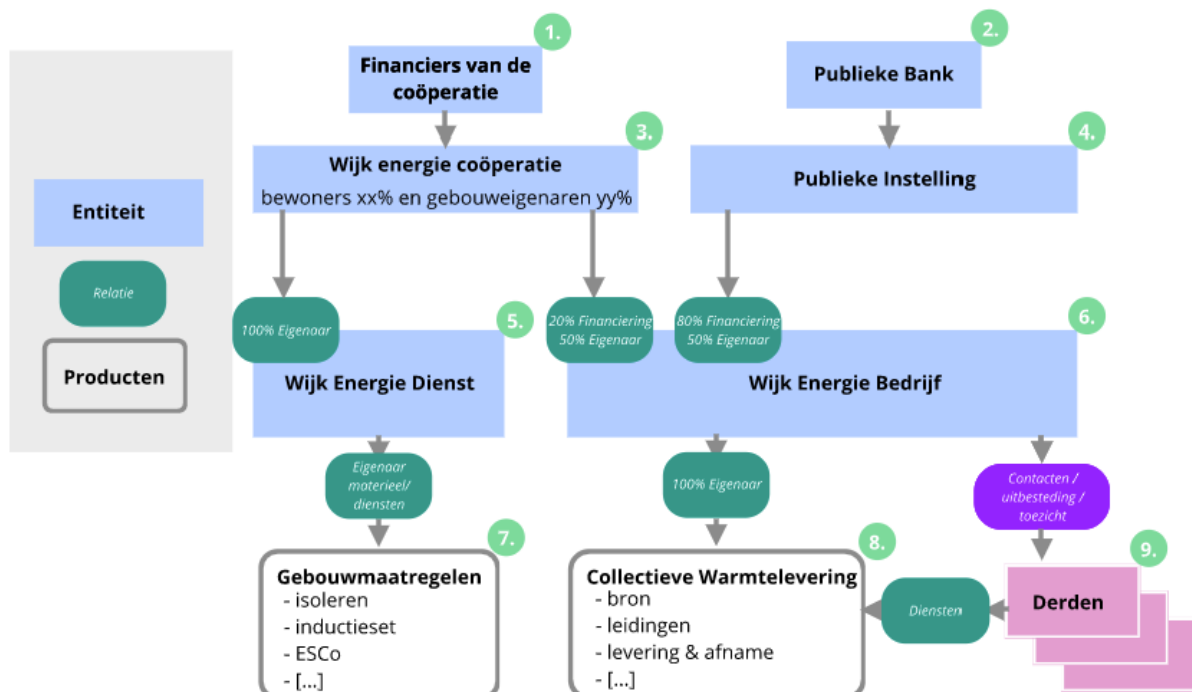 1.
Financiers van de
coöperatie
2.
Publieke Bank
3.
Wijk energie coöperatie
bewoners xx% en gebouweigenaren yy%
4.
Publieke Instelling
Entiteit
Relatie
Producten
100% Eigenaar
5.
Wijk Energie Dienst
20% Financiering
50% Eigenaar
80% Financiering
50% Eigenaar
6.
Wijk Energie Bedrijf
Eigenaar
materieel/
diensten
100% Eigenaar
Contacten /
uitbesteding /
toezicht
7.
Gebouwmaatregelen
- isoleren
- inductieset
- ESCo
- [...]
8.
Collectieve Warmtelevering
- bron
- leidingen
- levering & afname
- [...]
Diensten
9.
Derden